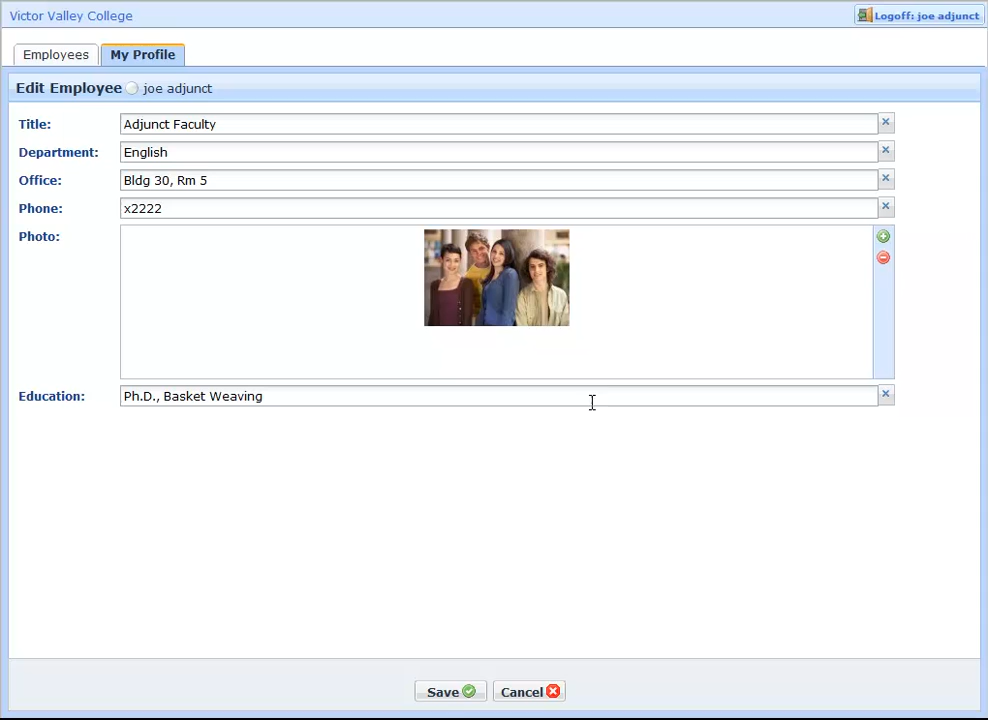 Victor Valley College
Logoff: joe adjunct
Employees
My Profile
Edit Employee joe adjunct
Title: Adjunct Faculty
Department: English
Office: Bldg 30, Rm 5
Phone: x2222
Photo:
Education: Ph.D., Basket Weaving
Save
Cancel